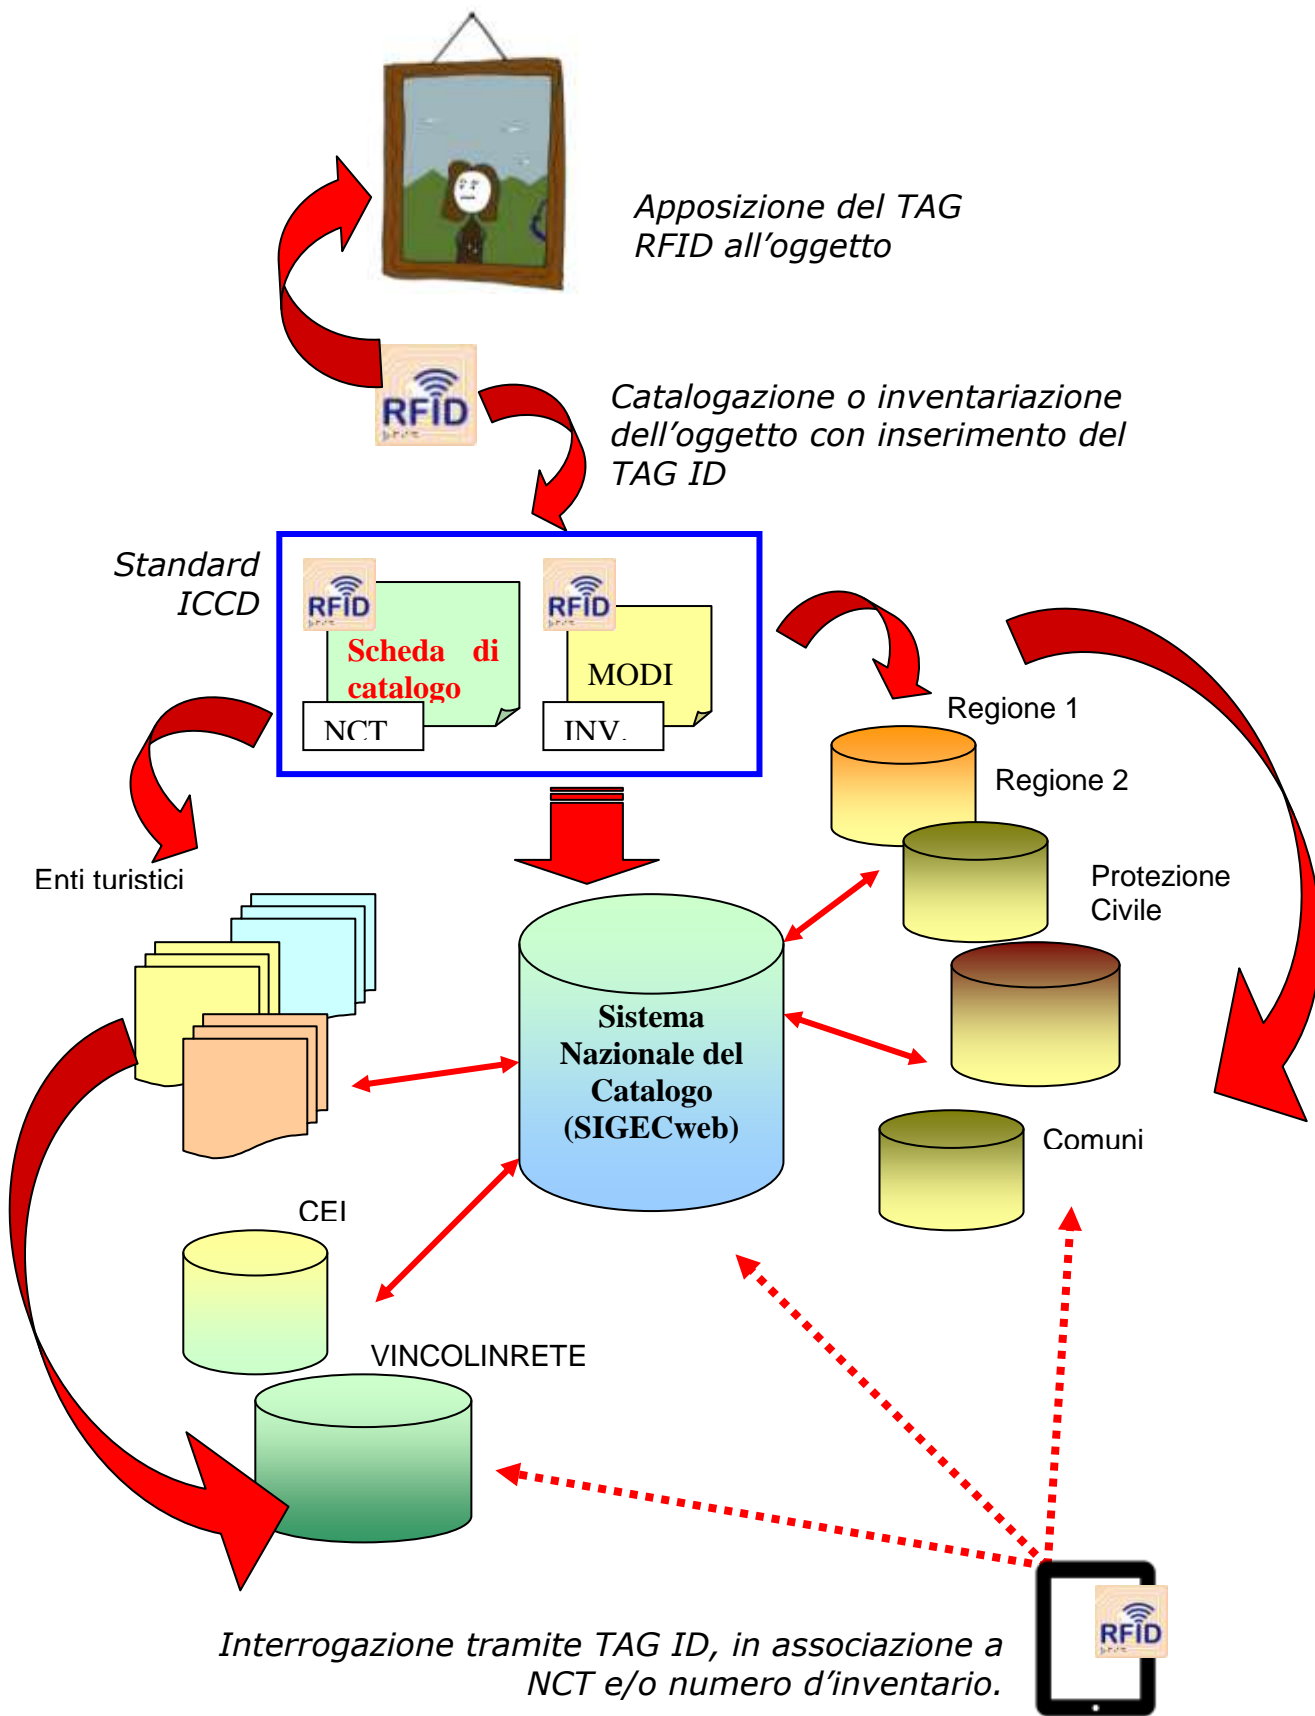 Apposizione del TAG
RFID all'oggetto
RFID
Catalogazione o inventariazione
dell'oggetto con inserimento del
TAG ID
Standard
ICCD
RFID
RFID
Scheda di
catalogo
MODI
NCT
INV.
Regione 1
Regione 2
Enti turistici
Protezione
Civile
Sistema
Nazionale del
Catalogo
(SIGECweb)
Comuni
CEI
VINCOLINRETE
RFID
Interrogazione tramite TAG ID, in associazione a
NCT e/o numero d'inventario.